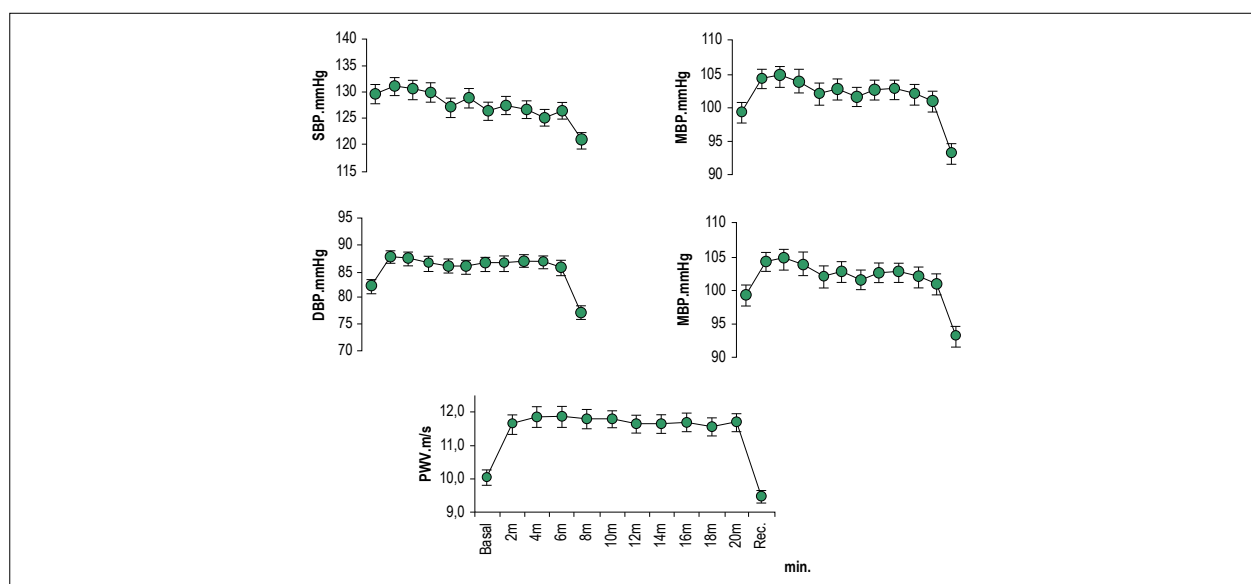 SBP.mmHg
140
135
130
125
120
115
MBP.mmHg
110
105
100
95
90
DBP.mmHg
95
90
85
80
75
70
MBP.mmHg
110
105
100
95
90
PWV.m/s
12,0
11,0
10,0
9,0
Basal
2m
4m
6m
8m
10m
12m
14m
16m
18m
20m
Rec.
min.